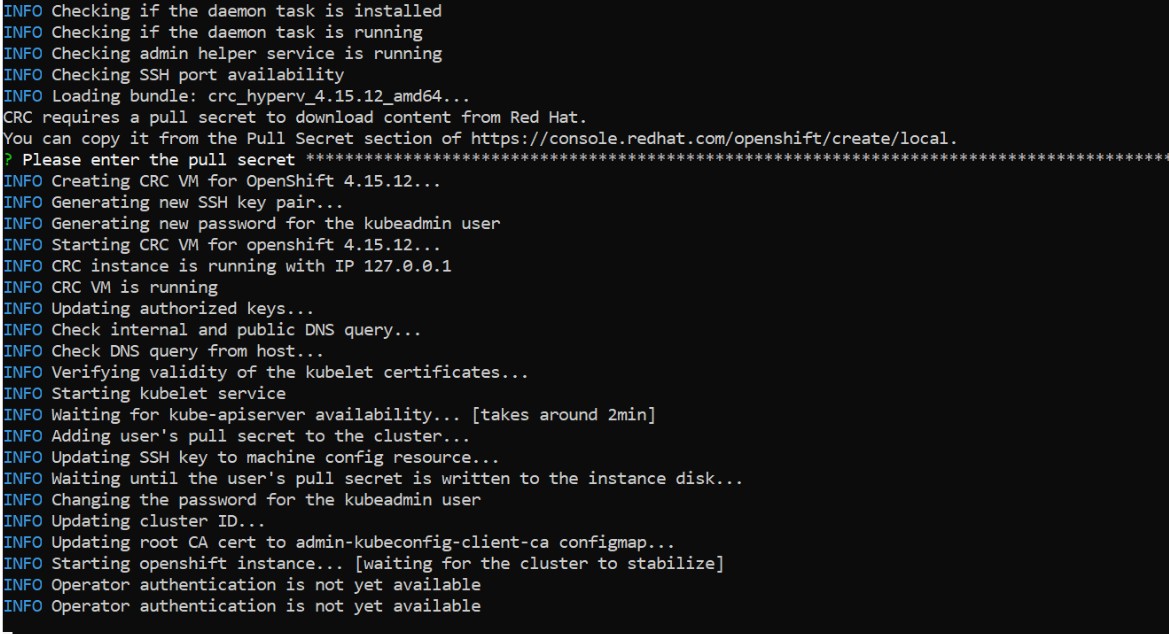 INFO Checking if the daemon task is installed
INFO Checking if the daemon task is running
INFO Checking admin helper service is running
INFO Checking SSH port availability
INFO Loading bundle: crc_hyperv_4.15.12_amd64...
CRC requires a pull secret to download content from Red Hat.
You can copy it from the Pull Secret section of https://console.redhat.com/openshift/create/local.
? Please enter the pull secret ****************************************************************************************
INFO Creating CRC VM for OpenShift 4.15.12...
INFO Generating new SSH key pair...
INFO Generating new password for the kubeadmin user
INFO Starting CRC VM for openshift 4.15.12...
INFO CRC instance is running with IP 127.0.0.1
INFO CRC VM is running
INFO Updating authorized keys...
INFO Check internal and public DNS query...
INFO Check DNS query from host...
INFO Verifying validity of the kubelet certificates...
INFO Starting kubelet service
INFO Waiting for kube-apiserver availability... [takes around 2min]
INFO Adding user's pull secret to the cluster...
INFO Updating SSH key to machine config resource...
INFO Waiting until the user's pull secret is written to the instance disk...
INFO Changing the password for the kubeadmin user
INFO Updating cluster ID...
INFO Updating root CA cert to admin-kubeconfig-client-ca configmap...
INFO Starting openshift instance... [waiting for the cluster to stabilize]
INFO Operator authentication is not yet available
INFO Operator authentication is not yet available